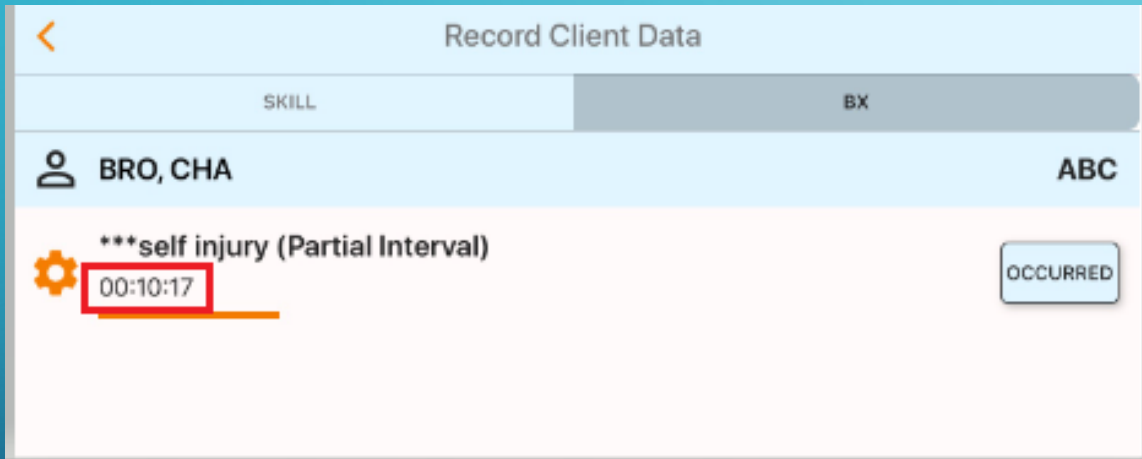 Record Client Data
SKILL BX
BRO, CHA ABC
***self injury (Partial Interval)
00:10:17
OCCURRED